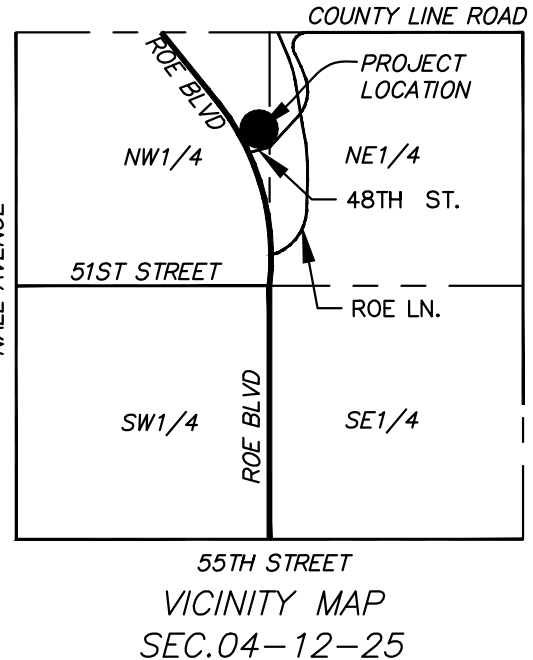 COUNTY LINE ROAD
ROE BLVD
PROJECT
LOCATION
NW1/4
NE1/4
48TH ST.
51ST STREET
ROE LN.
SW1/4
ROE BLVD
SE1/4
55TH STREET
VICINITY MAP
SEC.04-12-25